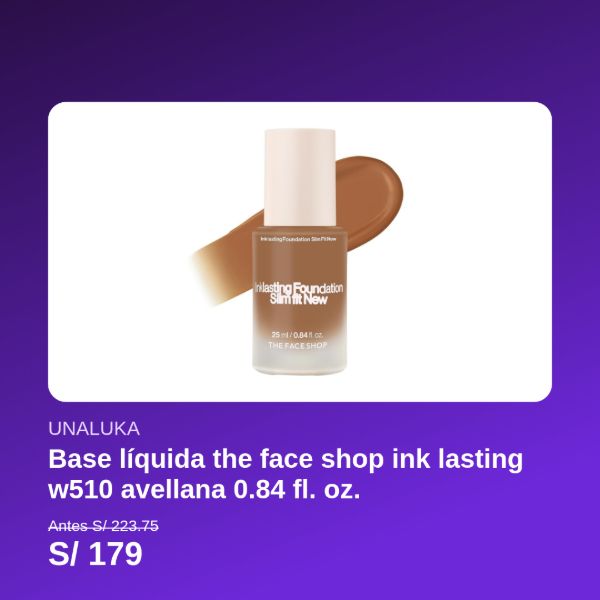 Inklasting Foundation Slim Fit New
Inklasting Foundation
Slim fit New
25 ml / 0.84 fl oz.
THE FACE SHOP
UNALUKA
Base líquida the face shop ink lasting
w510 avellana 0.84 fl. oz.
Antes S/ 223.75
S/ 179